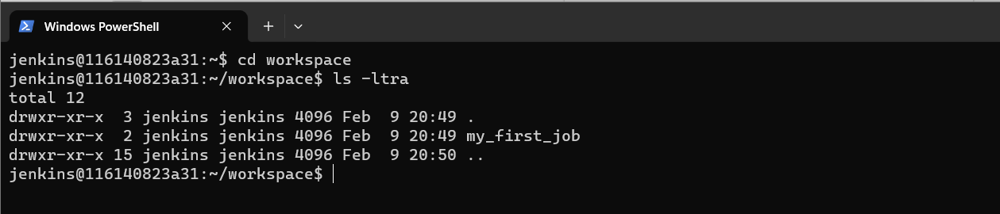 Windows PowerShell
jenkins@116140823a31:~$ cd workspace
jenkins@116140823a31:~/workspace$ ls -ltra
total 12
drwxr-xr-x  3 jenkins jenkins 4096 Feb  9 20:49 .
drwxr-xr-x  2 jenkins jenkins 4096 Feb  9 20:49 my_first_job
drwxr-xr-x 15 jenkins jenkins 4096 Feb  9 20:50 ..
jenkins@116140823a31:~/workspace$